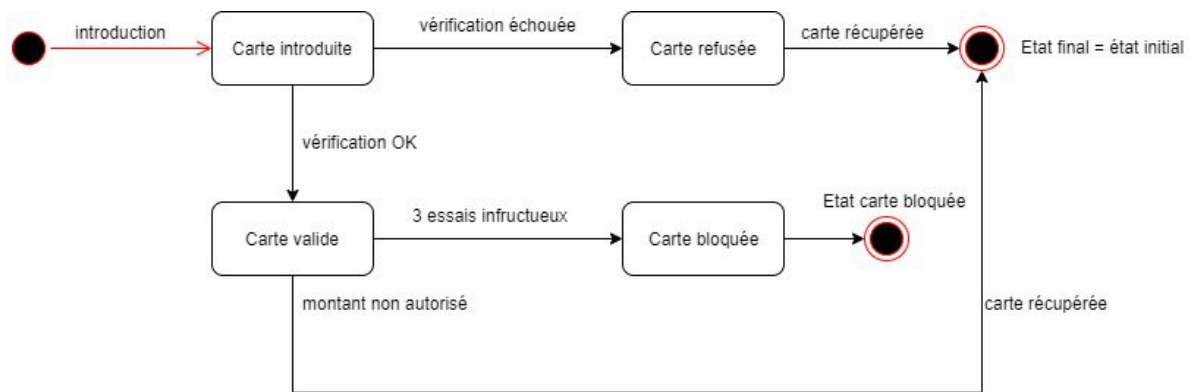 introduction
Carte introduite
vérification échouée
Carte refusée
carte récupérée
Etat final = état initial
vérification OK
Carte valide
3 essais infructueux
Carte bloquée
Etat carte bloquée
montant non autorisé
carte récupérée